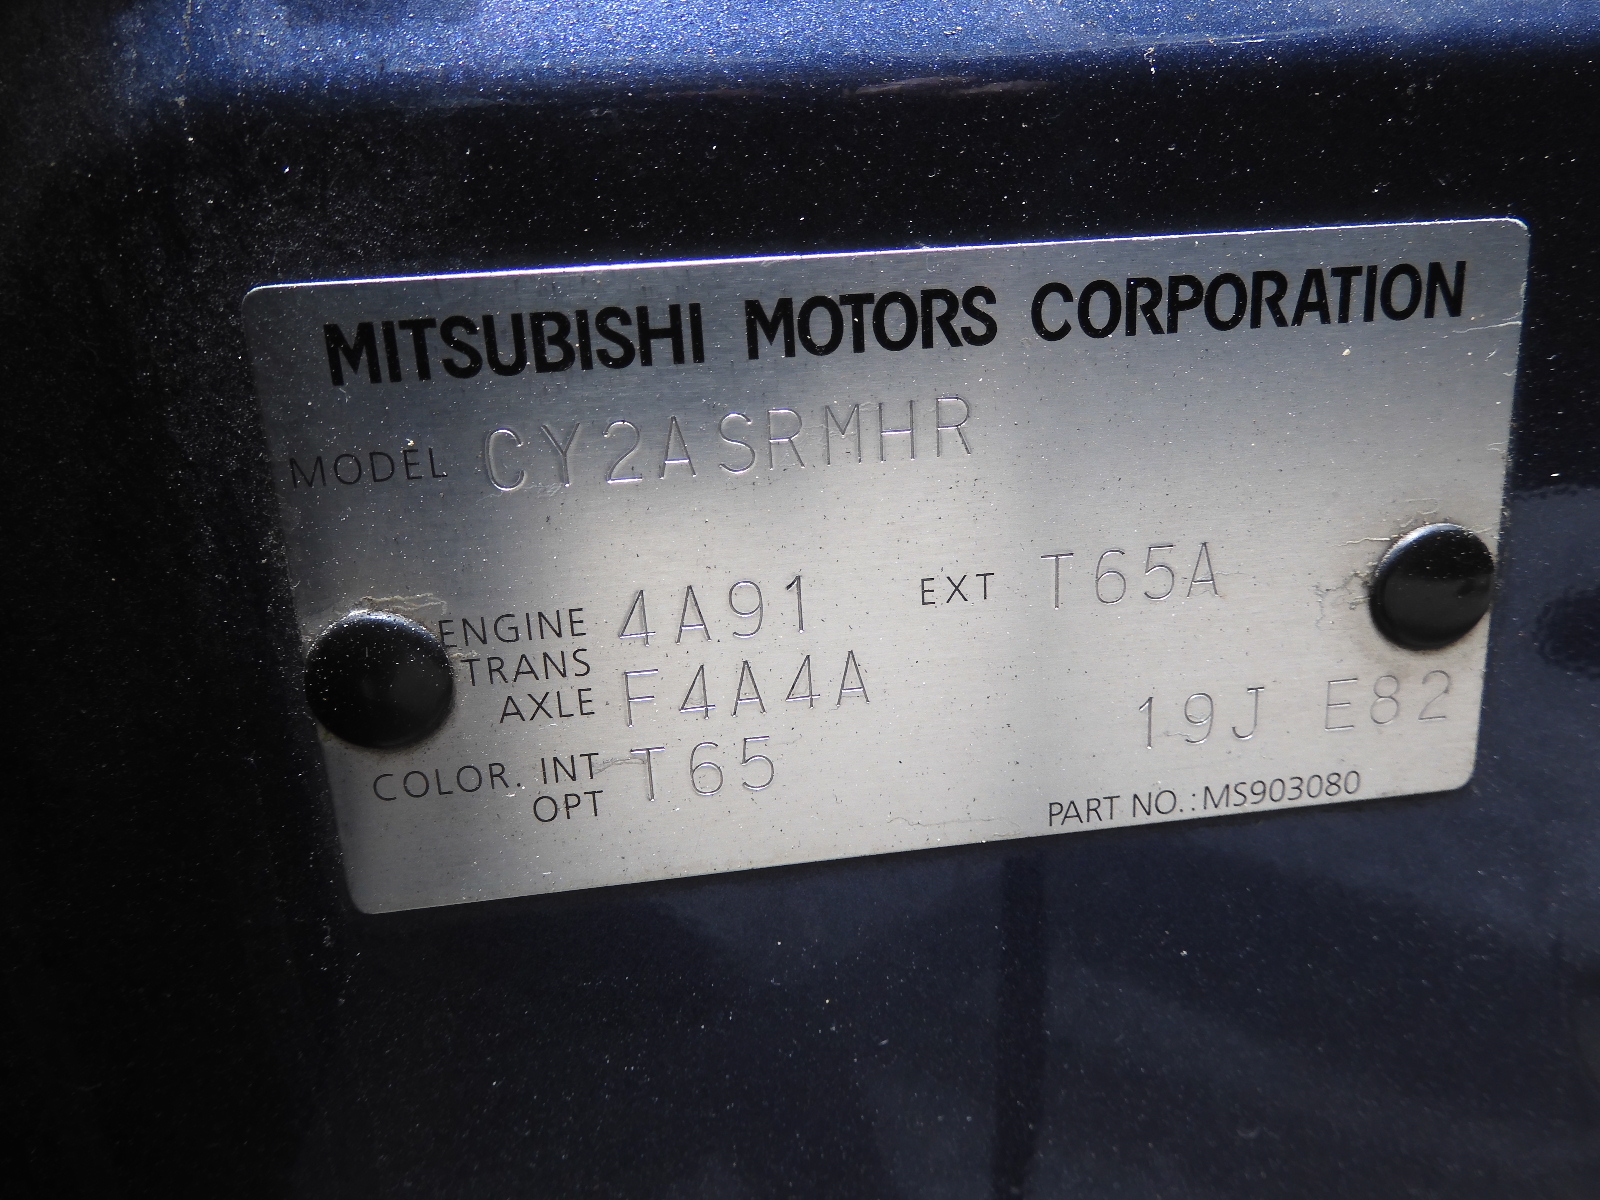 MITSUBISHI MOTORS CORPORATION
MODEL CY2ASRMHR
ENGINE 4A91 EXT T65A
TRANS
AXLE F4A4A
19J E82
COLOR. INT T65
OPT
PART NO.:MS903080